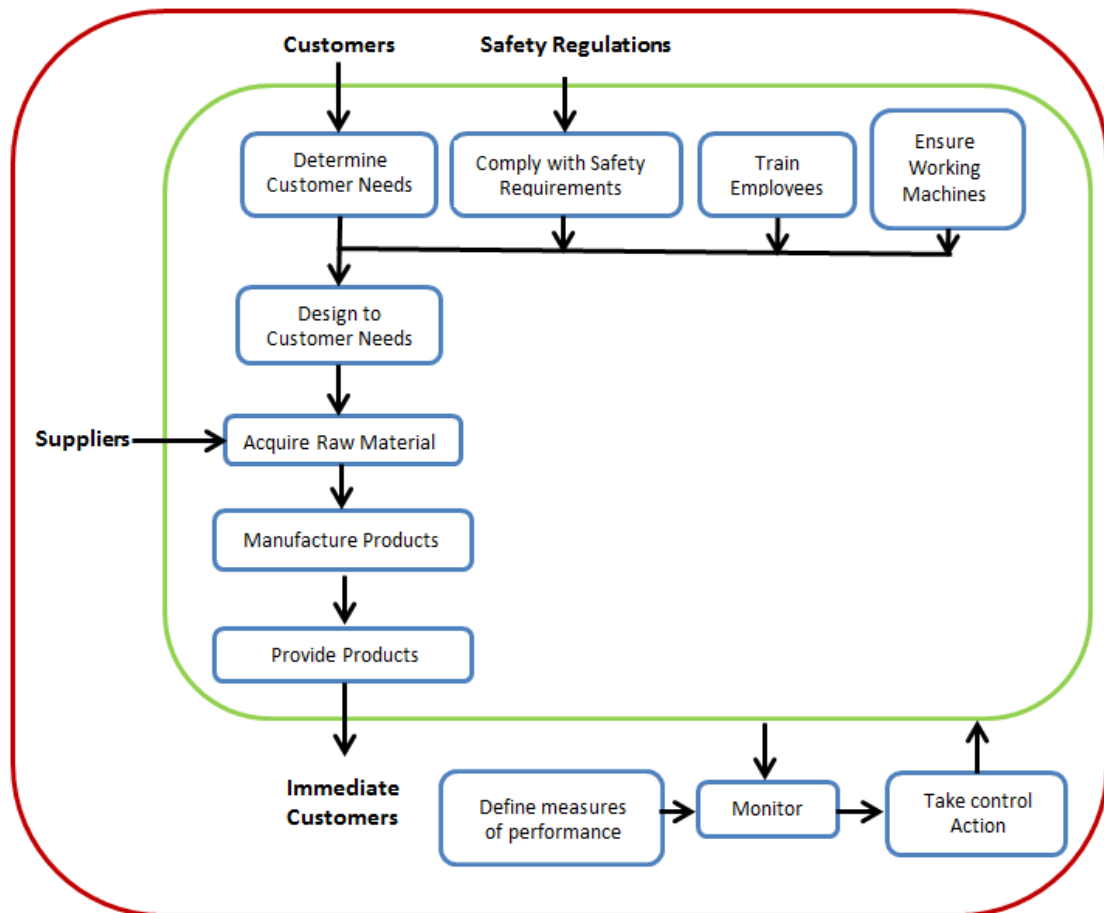 Customers
Safety Regulations
Determine
Customer Needs
Comply with Safety
Requirements
Train
Employees
Ensure
Working
Machines
Design to
Customer Needs
Suppliers
Acquire Raw Material
Manufacture Products
Provide Products
Immediate
Customers
Define measures
of performance
Monitor
Take control
Action